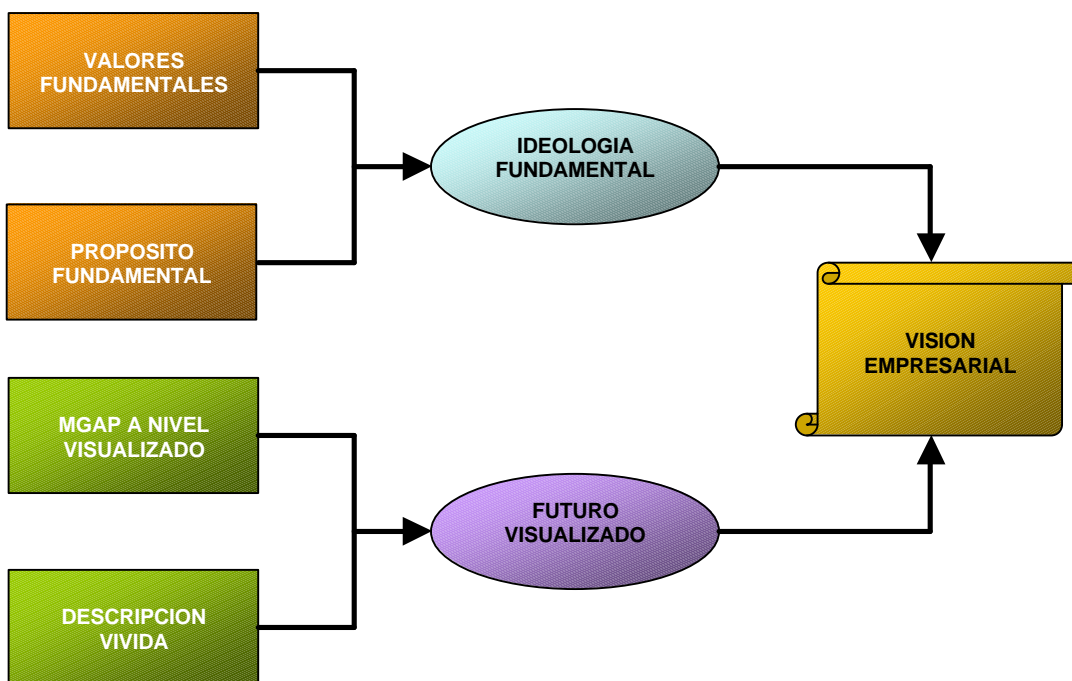 VALORES
FUNDAMENTALES
IDEOLOGIA
FUNDAMENTAL
PROPOSITO
FUNDAMENTAL
VISION
EMPRESARIAL
MGAP A NIVEL
VISUALIZADO
FUTURO
VISUALIZADO
DESCRIPCION
VIVIDA